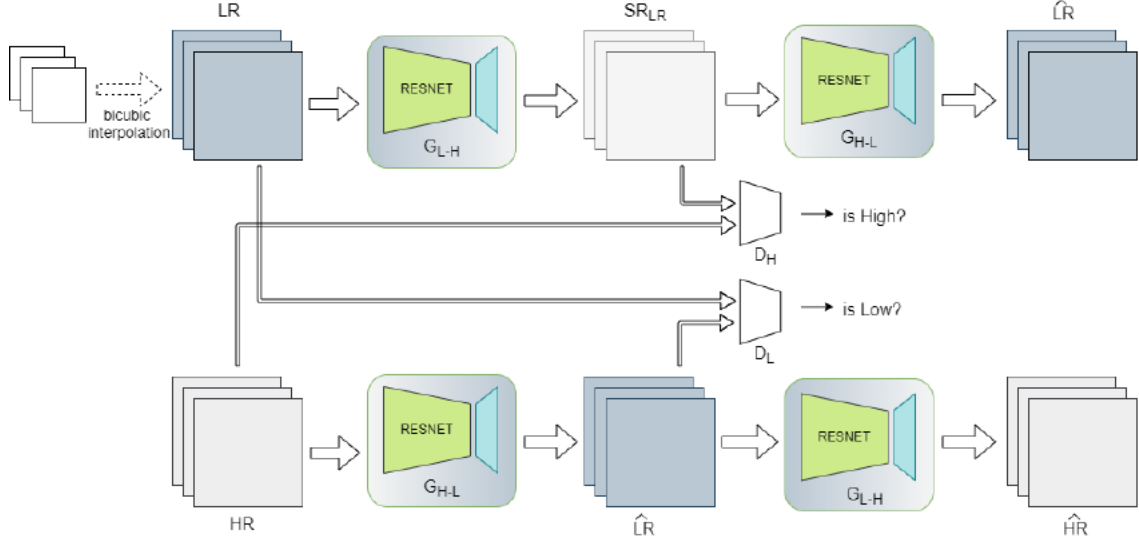 LR
SR_LR
L̂R
bicubic
interpolation
RESNET
G_L-H
RESNET
G_H-L
is High?
D_H
is Low?
D_L
RESNET
G_H-L
RESNET
G_L-H
HR
L̂R
ĤR